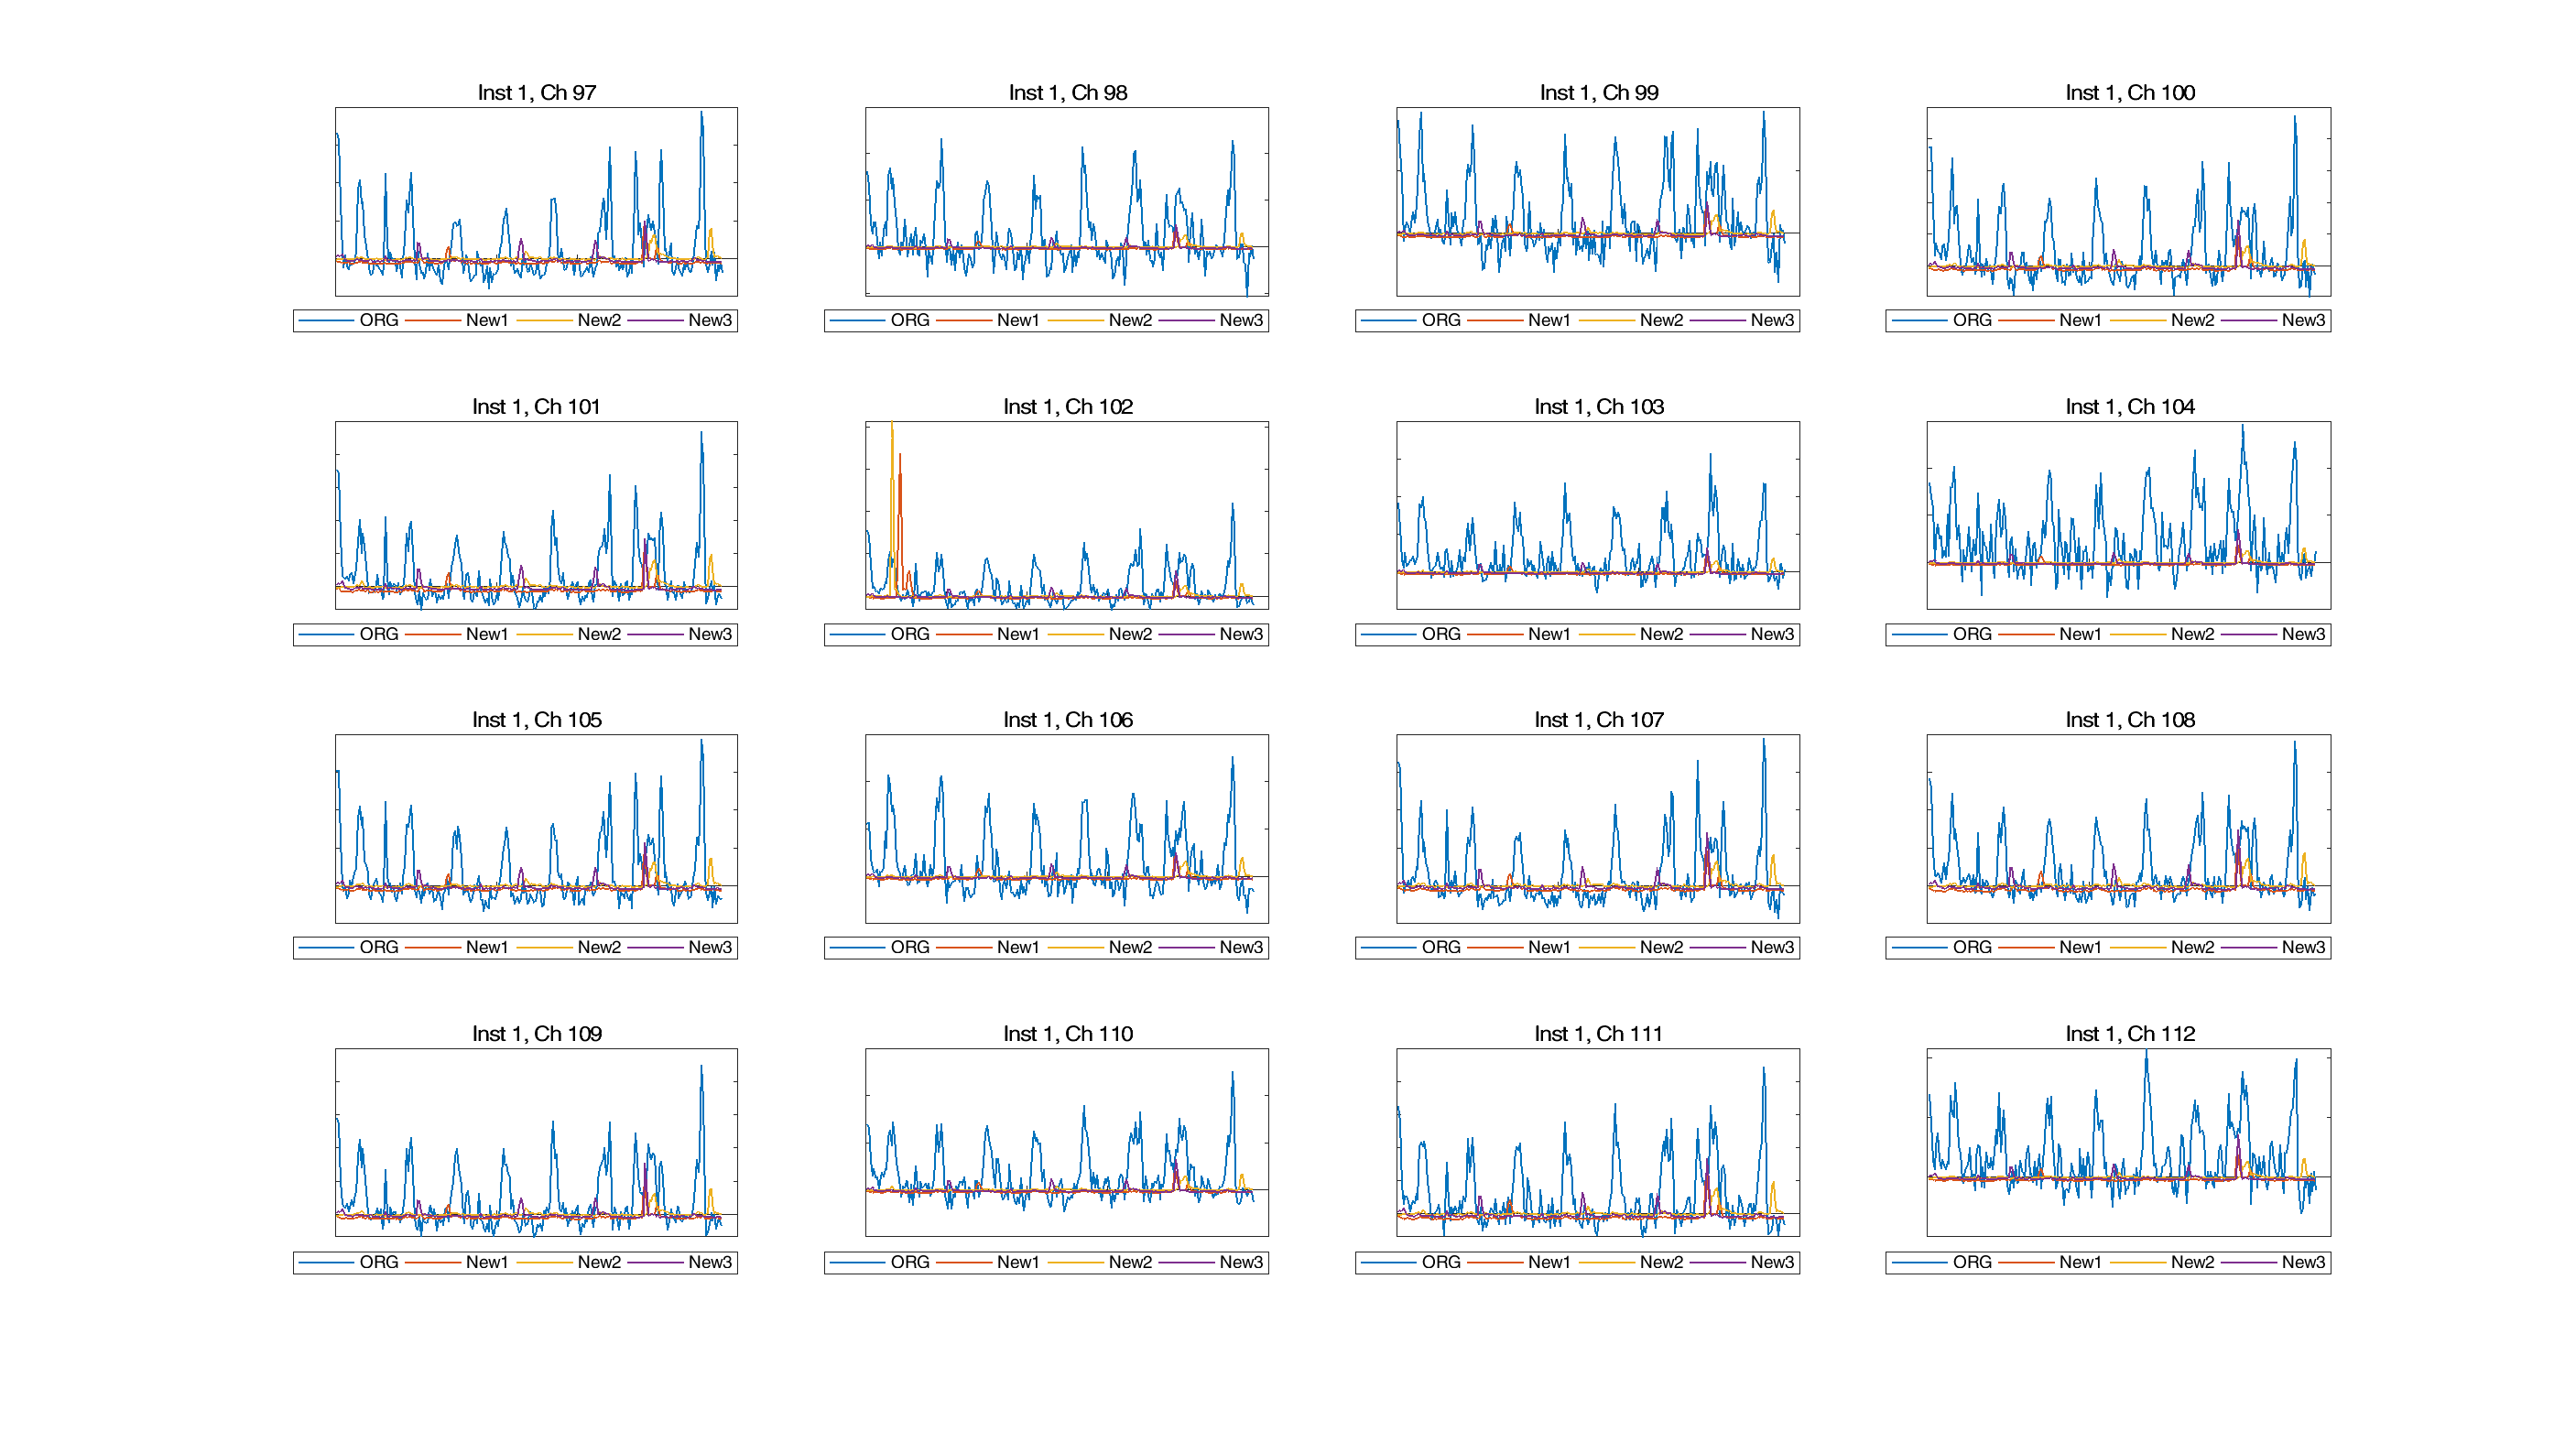 Inst 1, Ch 97
Inst 1, Ch 98
Inst 1, Ch 99
Inst 1, Ch 100
ORG New1 New2 New3
ORG New1 New2 New3
ORG New1 New2 New3
ORG New1 New2 New3
Inst 1, Ch 101
Inst 1, Ch 102
Inst 1, Ch 103
Inst 1, Ch 104
ORG New1 New2 New3
ORG New1 New2 New3
ORG New1 New2 New3
ORG New1 New2 New3
Inst 1, Ch 105
Inst 1, Ch 106
Inst 1, Ch 107
Inst 1, Ch 108
ORG New1 New2 New3
ORG New1 New2 New3
ORG New1 New2 New3
ORG New1 New2 New3
Inst 1, Ch 109
Inst 1, Ch 110
Inst 1, Ch 111
Inst 1, Ch 112
ORG New1 New2 New3
ORG New1 New2 New3
ORG New1 New2 New3
ORG New1 New2 New3